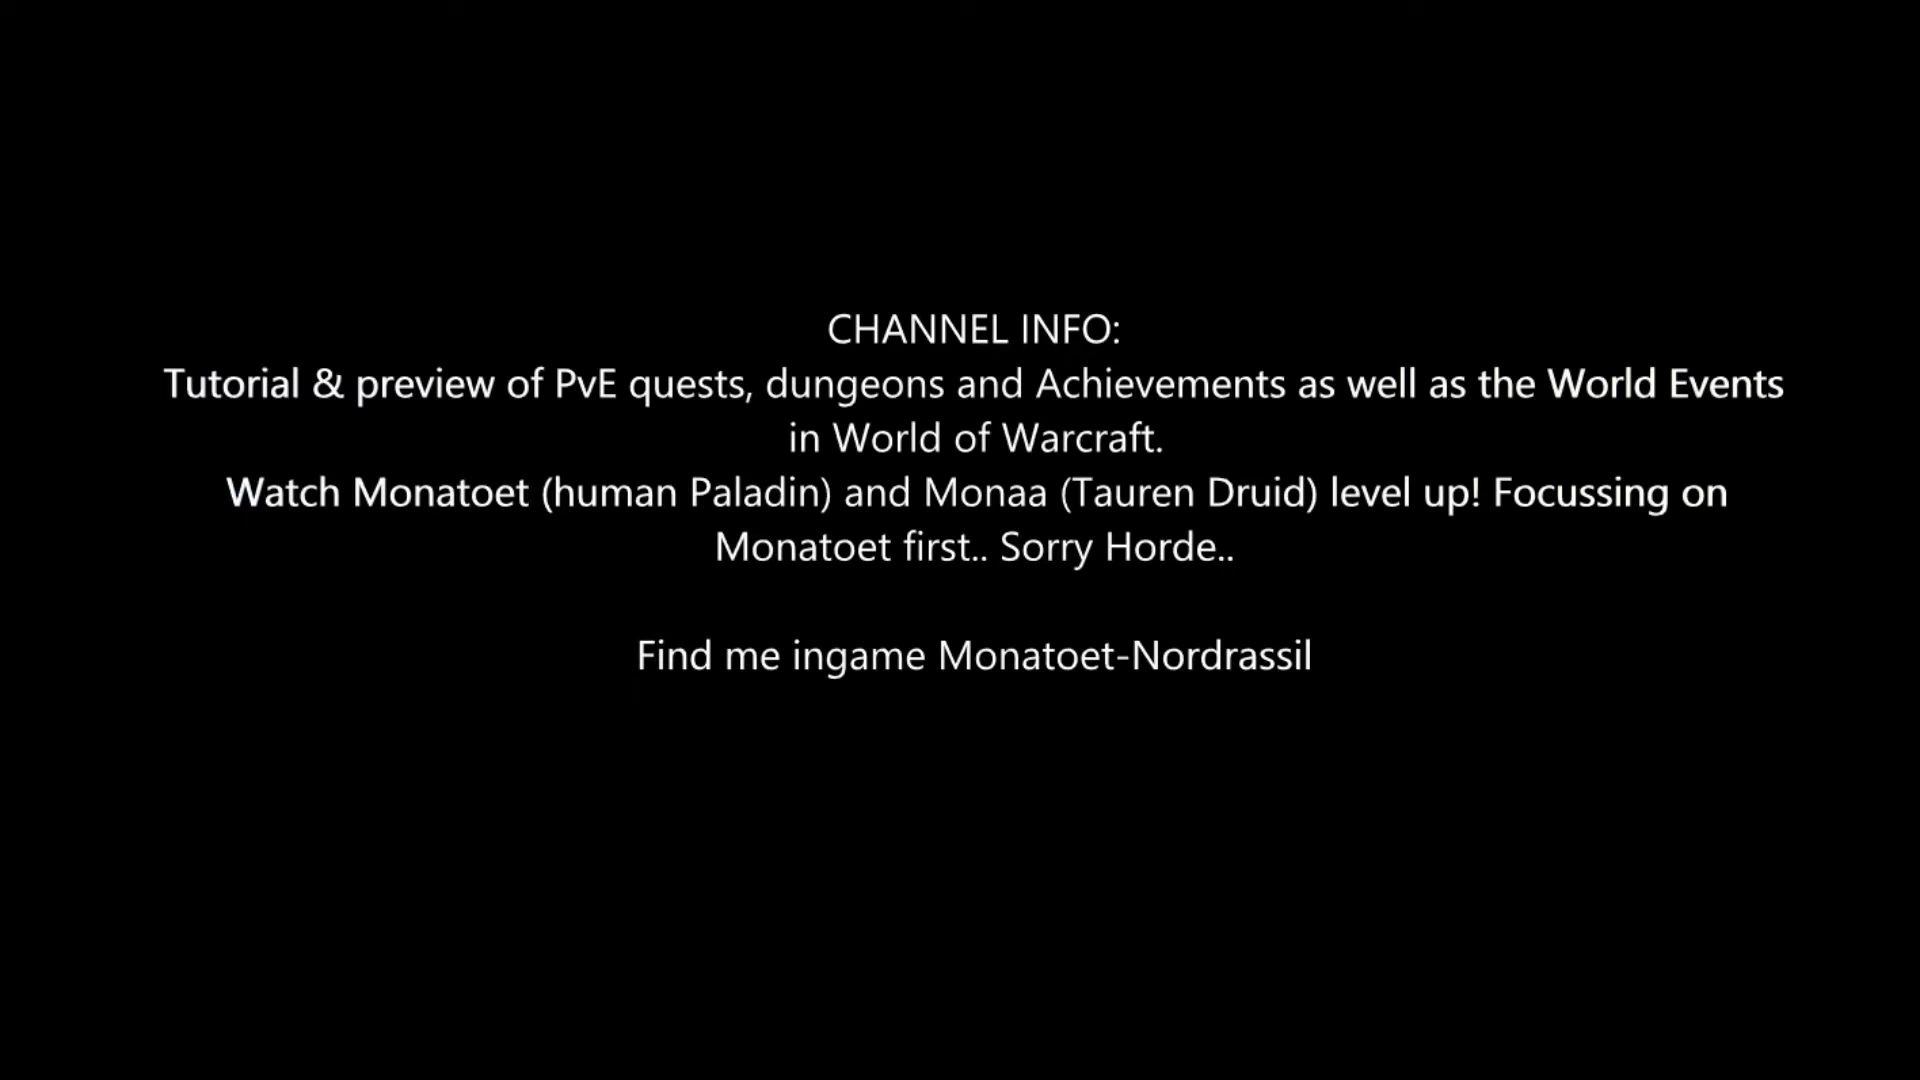 CHANNEL INFO:
Tutorial & preview of PvE quests, dungeons and Achievements as well as the World Events
in World of Warcraft.
Watch Monatoet (human Paladin) and Monaa (Tauren Druid) level up! Focussing on
Monatoet first.. Sorry Horde..
Find me ingame Monatoet-Nordrassil